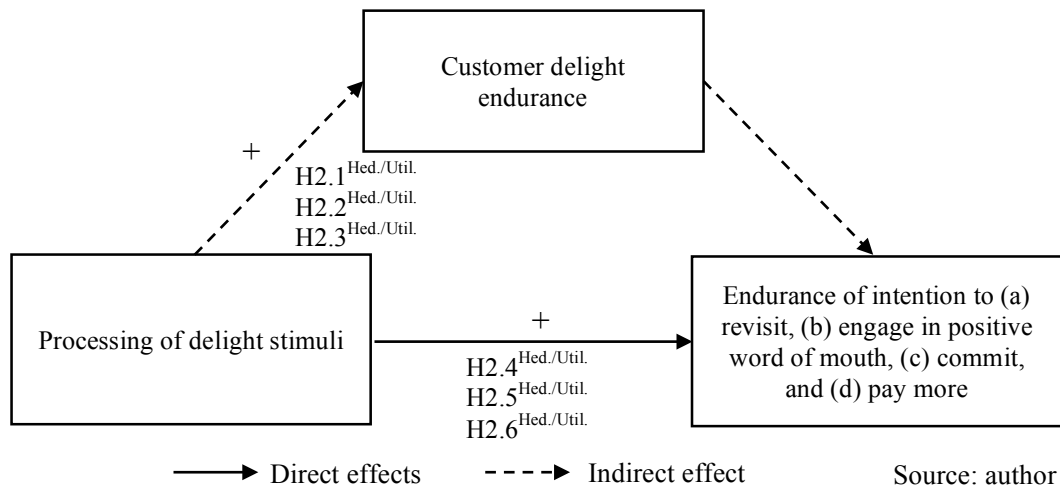 Customer delight
endurance
+
H2.1Hed./Util.
H2.2Hed./Util.
H2.3Hed./Util.
Processing of delight stimuli
+
H2.4Hed./Util.
H2.5Hed./Util.
H2.6Hed./Util.
Endurance of intention to (a)
revisit, (b) engage in positive
word of mouth, (c) commit,
and (d) pay more
Direct effects
Indirect effect
Source: author